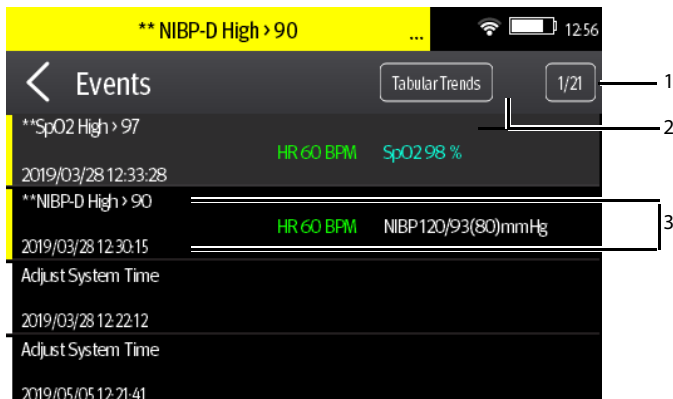 ** NIBP-D High > 90 ... 12:56
Events Tabular Trends 1/21 1
2
**SpO2 High > 97
HR 60 BPM SpO2 98 %
2019/03/28 12:33:28
**NIBP-D High > 90
3
HR 60 BPM NIBP 120/93(80)mmHg
2019/03/28 12:30:15
Adjust System Time
2019/03/28 12:22:12
Adjust System Time
2019/05/05 12:21:41